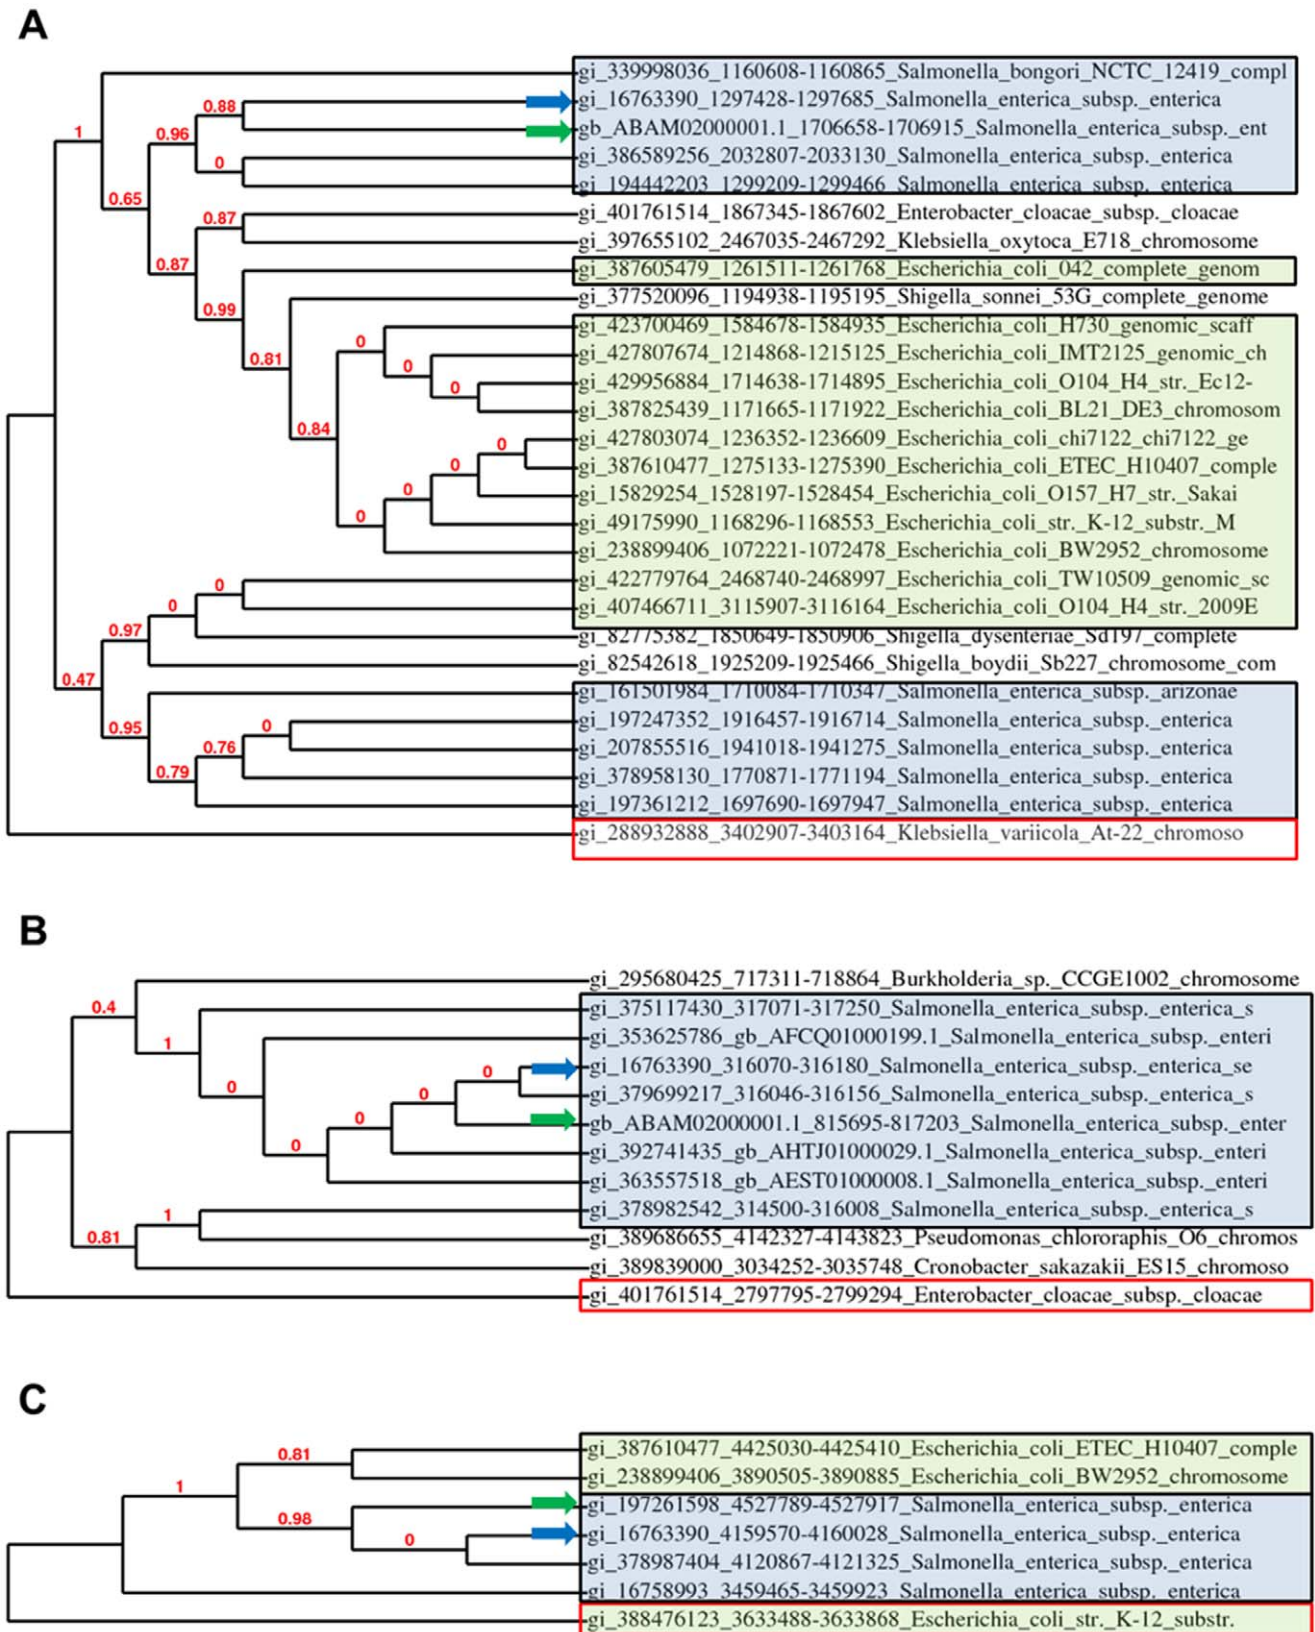 A
gi_339998036_1160608-1160865_Salmonella_bongori_NCTC_12419_compl
0.88
gi_16763390_1297428-1297685_Salmonella_enterica_subsp._enterica
1
0.96
gb_ABAM02000001.1_1706658-1706915_Salmonella_enterica_subsp._ent
0
gi_386589256_2032807-2033130_Salmonella_enterica_subsp._enterica
gi_194442203_1299209-1299466_Salmonella_enterica_subsp._enterica
0.65
0.87
gi_401761514_1867345-1867602_Enterobacter_cloacae_subsp._cloacae
gi_397655102_2467035-2467292_Klebsiella_oxytoca_E718_chromosome
0.87
gi_387605479_1261511-1261768_Escherichia_coli_042_complete_genom
gi_377520096_1194938-1195195_Shigella_sonnei_53G_complete_genome
0.99
gi_423700469_1584678-1584935_Escherichia_coli_H730_genomic_scaff
0
gi_427807674_1214868-1215125_Escherichia_coli_IMT2125_genomic_ch
0.81
0
gi_429956884_1714638-1714895_Escherichia_coli_O104_H4_str._Ec12-
0
gi_387825439_1171665-1171922_Escherichia_coli_BL21_DE3_chromosom
0.84
gi_427803074_1236352-1236609_Escherichia_coli_chi7122_chi7122_ge
0
gi_387610477_1275133-1275390_Escherichia_coli_ETEC_H10407_comple
0
gi_15829254_1528197-1528454_Escherichia_coli_O157_H7_str._Sakai
0
gi_49175990_1168296-1168553_Escherichia_coli_str._K-12_substr._M
0
gi_238899406_1072221-1072478_Escherichia_coli_BW2952_chromosome
gi_422779764_2468740-2468997_Escherichia_coli_TW10509_genomic_sc
0
gi_407466711_3115907-3116164_Escherichia_coli_O104_H4_str._2009E
0
0.97
gi_82775382_1850649-1850906_Shigella_dysenteriae_Sd197_complete
gi_82542618_1925209-1925466_Shigella_boydii_Sb227_chromosome_com
0.47
gi_161501984_1710084-1710347_Salmonella_enterica_subsp._arizonae
gi_197247352_1916457-1916714_Salmonella_enterica_subsp._enterica
0.95
0
gi_207855516_1941018-1941275_Salmonella_enterica_subsp._enterica
0.76
gi_378958130_1770871-1771194_Salmonella_enterica_subsp._enterica
0.79
gi_197361212_1697690-1697947_Salmonella_enterica_subsp._enterica
gi_288932888_3402907-3403164_Klebsiella_variicola_At-22_chromoso
B
gi_295680425_717311-718864_Burkholderia_sp._CCGE1002_chromosome
0.4
gi_375117430_317071-317250_Salmonella_enterica_subsp._enterica_s
1
gi_353625786_gb_AFCQ01000199.1_Salmonella_enterica_subsp._enteri
0
gi_16763390_316070-316180_Salmonella_enterica_subsp._enterica_se
0
gi_379699217_316046-316156_Salmonella_enterica_subsp._enterica_s
0
gb_ABAM02000001.1_815695-817203_Salmonella_enterica_subsp._enter
0
gi_392741435_gb_AHTJ01000029.1_Salmonella_enterica_subsp._enteri
0
gi_363557518_gb_AEST01000008.1_Salmonella_enterica_subsp._enteri
gi_378982542_314500-316008_Salmonella_enterica_subsp._enterica_s
1
0.81
gi_389686655_4142327-4143823_Pseudomonas_chlororaphis_O6_chromos
gi_389839000_3034252-3035748_Cronobacter_sakazakii_ES15_chromoso
gi_401761514_2797795-2799294_Enterobacter_cloacae_subsp._cloacae
C
gi_387610477_4425030-4425410_Escherichia_coli_ETEC_H10407_comple
0.81
gi_238899406_3890505-3890885_Escherichia_coli_BW2952_chromosome
1
gi_197261598_4527789-4527917_Salmonella_enterica_subsp._enterica
0.98
gi_16763390_4159570-4160028_Salmonella_enterica_subsp._enterica
0
gi_378987404_4120867-4121325_Salmonella_enterica_subsp._enterica
gi_16758993_3459465-3459923_Salmonella_enterica_subsp._enterica
gi_388476123_3633488-3633868_Escherichia_coli_str._K-12_substr.